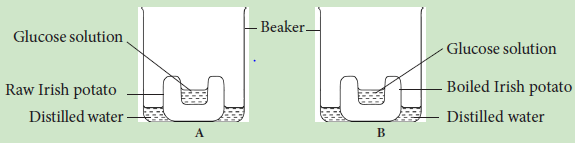 Beaker
Glucose solution
Glucose solution
Raw Irish potato
Boiled Irish potato
Distilled water
Distilled water
A
B